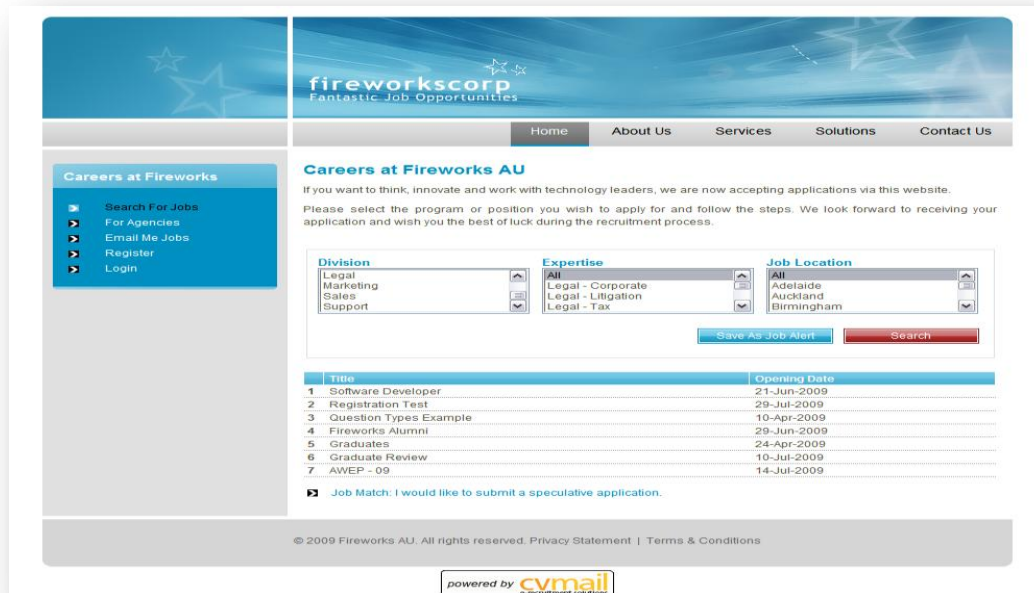 fireworkscorp
Fantastic Job Opportunities
Home About Us Services Solutions Contact Us
Careers at Fireworks
Search For Jobs
For Agencies
Email Me Jobs
Register
Login
Careers at Fireworks AU
If you want to think, innovate and work with technology leaders, we are now accepting applications via this website.
Please select the program or position you wish to apply for and follow the steps. We look forward to receiving your
application and wish you the best of luck during the recruitment process.
Division Expertise Job Location
Legal All All
Marketing Legal - Corporate Adelaide
Sales Legal - Litigation Auckland
Support Legal - Tax Birmingham
Save As Job Alert Search
Title Opening Date
1 Software Developer 21-Jun-2009
2 Registration Test 29-Jul-2009
3 Question Types Example 10-Apr-2009
4 Fireworks Alumni 29-Jun-2009
5 Graduates 24-Apr-2009
6 Graduate Review 10-Jul-2009
7 AWEP - 09 14-Jul-2009
Job Match: I would like to submit a speculative application.
© 2009 Fireworks AU. All rights reserved. Privacy Statement | Terms & Conditions
powered by cvmail
e-recruitment solutions